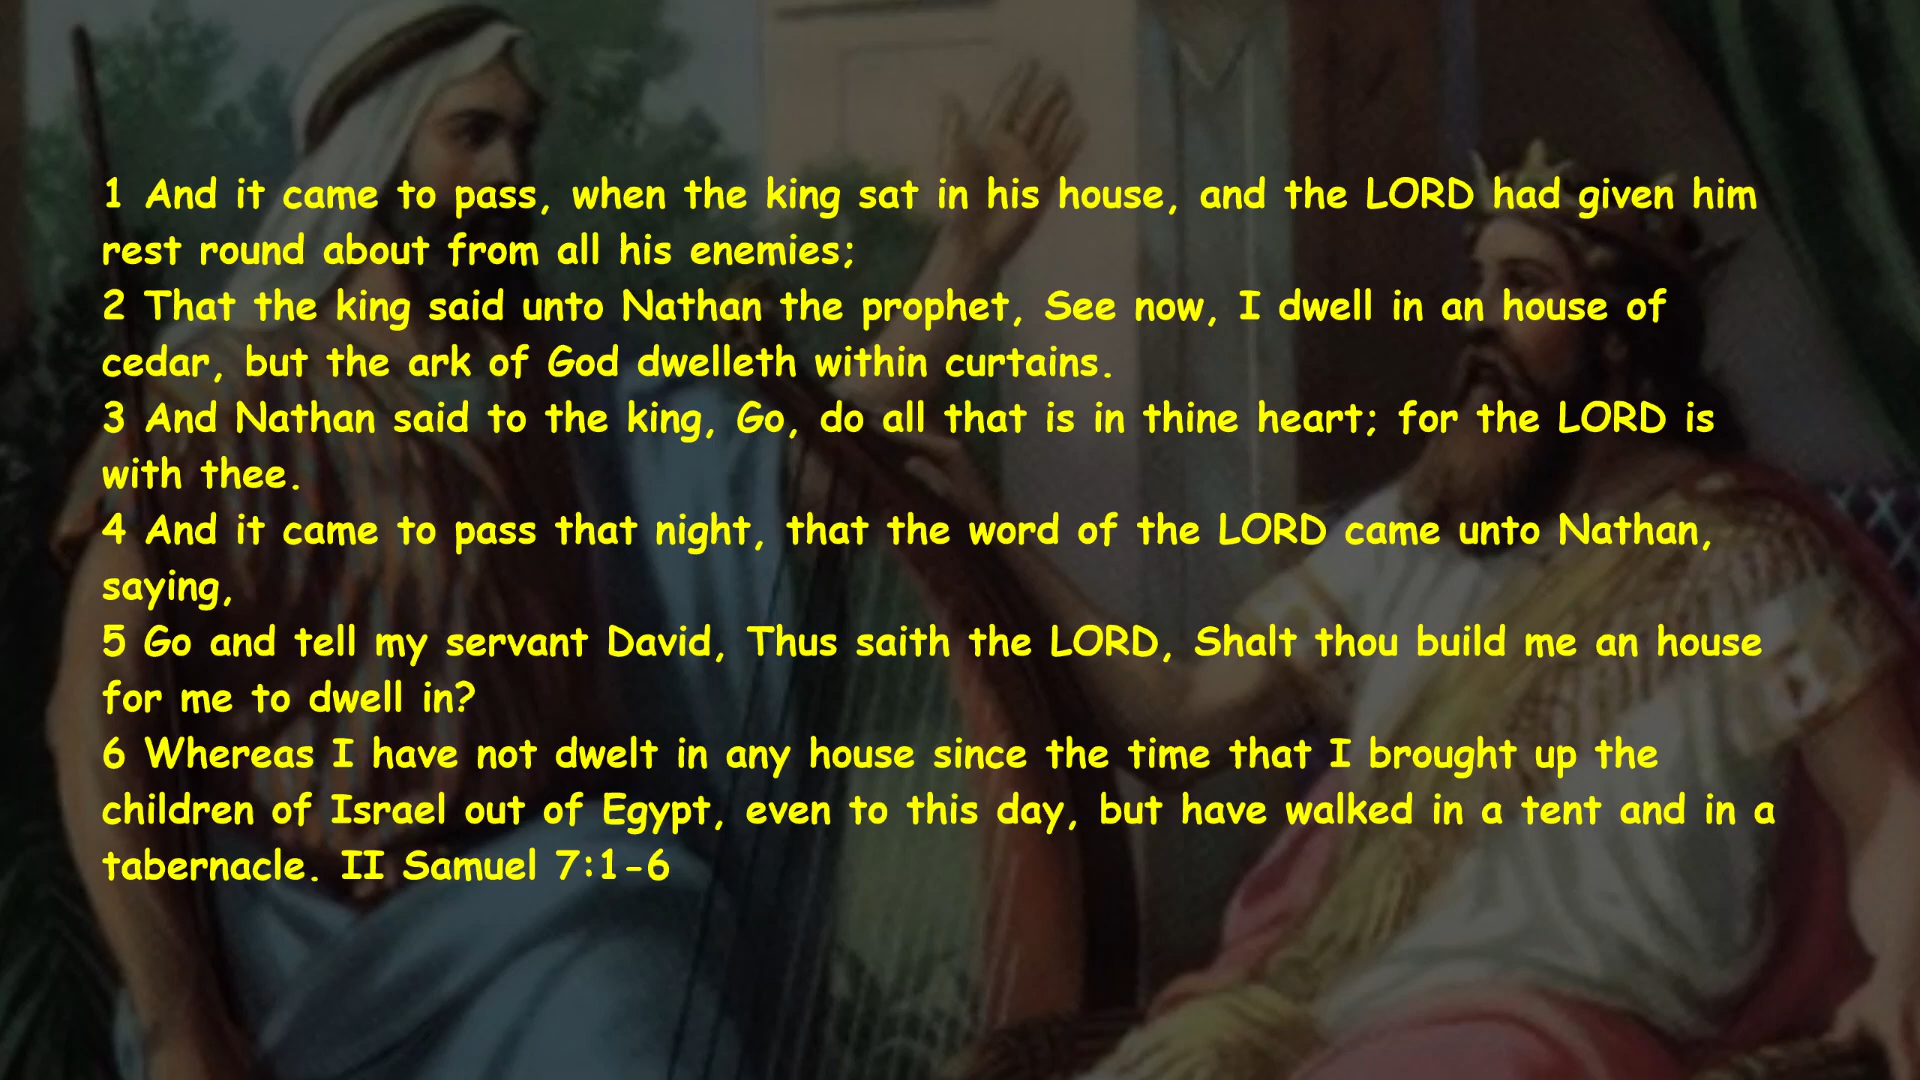 1 And it came to pass, when the king sat in his house, and the LORD had given him
rest round about from all his enemies;
2 That the king said unto Nathan the prophet, See now, I dwell in an house of
cedar, but the ark of God dwelleth within curtains.
3 And Nathan said to the king, Go, do all that is in thine heart; for the LORD is
with thee.
4 And it came to pass that night, that the word of the LORD came unto Nathan,
saying,
5 Go and tell my servant David, Thus saith the LORD, Shalt thou build me an house
for me to dwell in?
6 Whereas I have not dwelt in any house since the time that I brought up the
children of Israel out of Egypt, even to this day, but have walked in a tent and in a
tabernacle. II Samuel 7:1-6